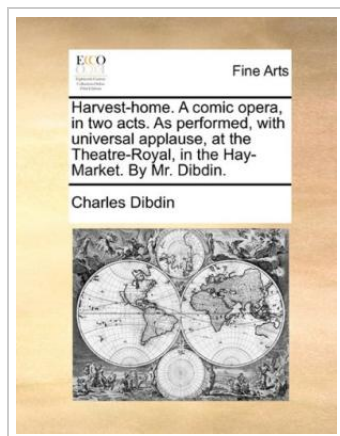 ECCO
Fine Arts
Harvest-home. A comic opera,
in two acts. As performed, with
universal applause, at the
Theatre-Royal, in the Hay-
Market. By Mr. Dibdin.
Charles Dibdin